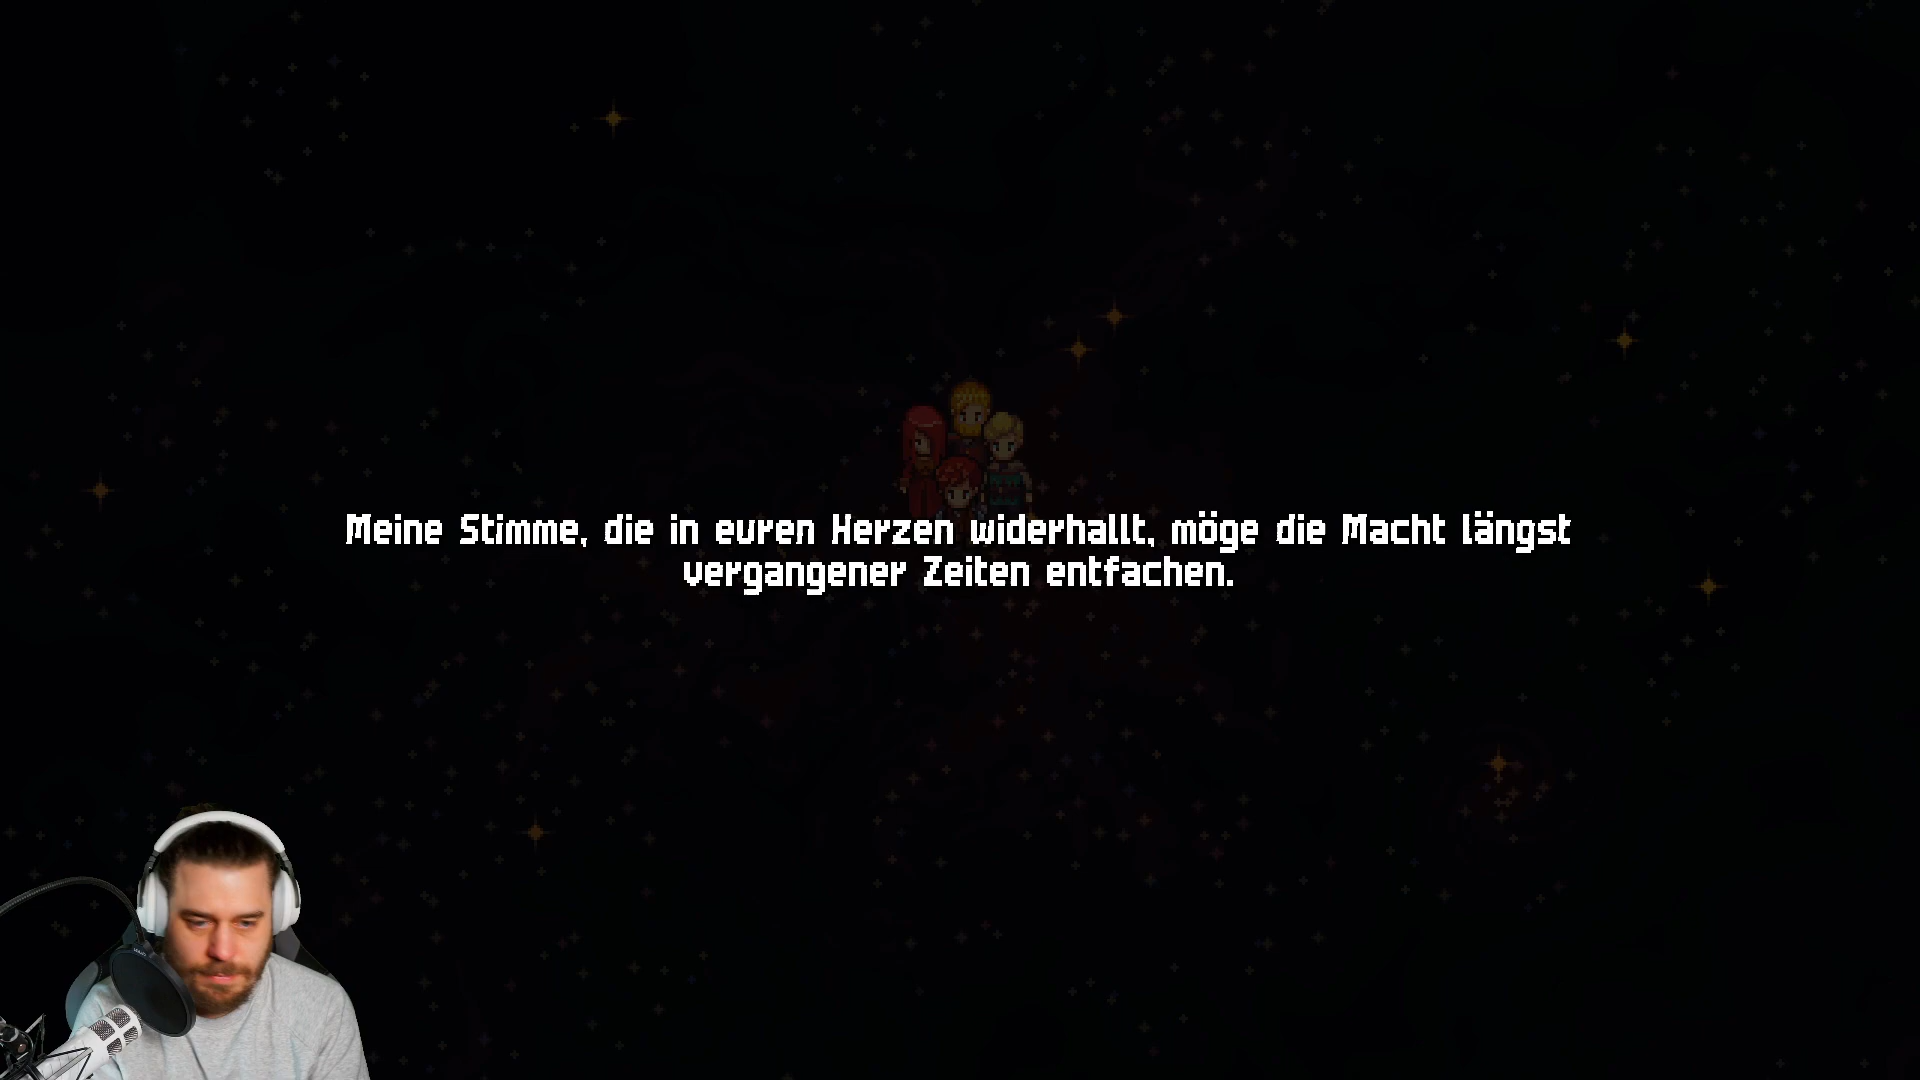 Meine Stimme, die in euren Herzen widerhallt, möge die Macht längst
vergangener Zeiten entfachen.